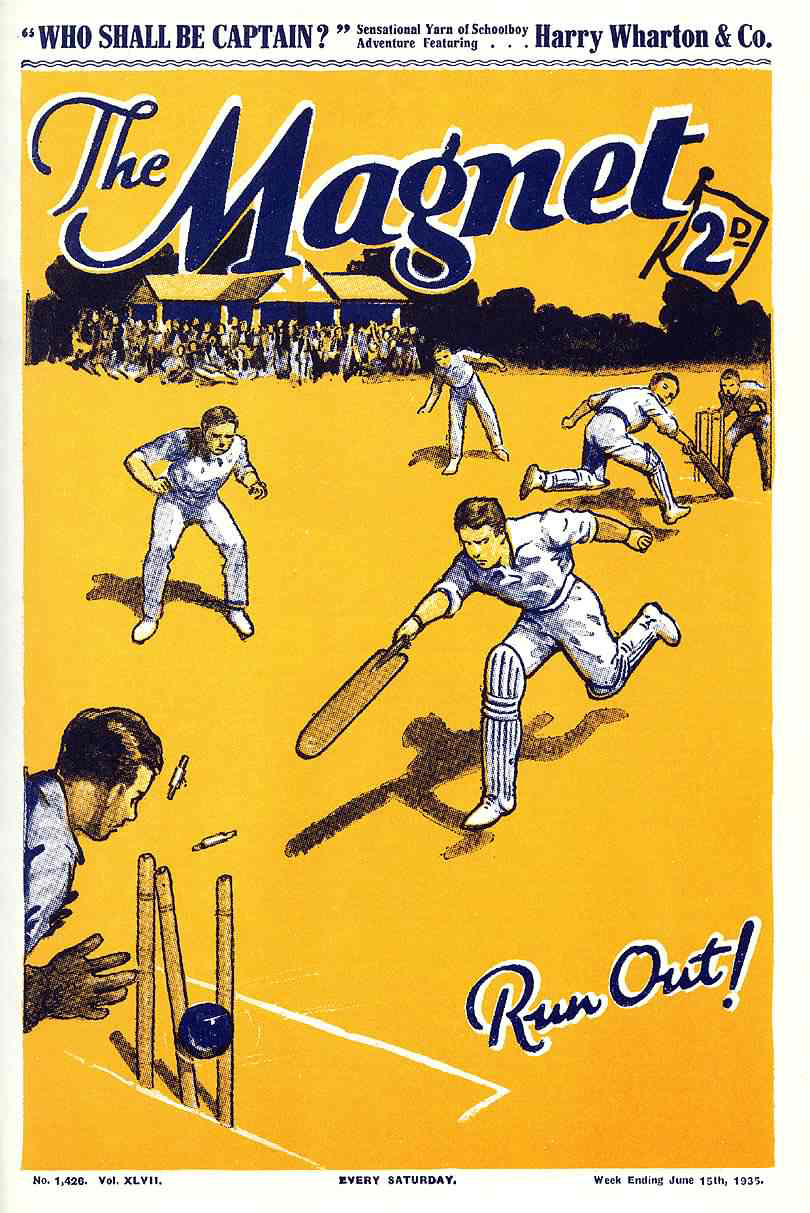 “WHO SHALL BE CAPTAIN?” Sensational Yarn of Schoolboy Adventure Featuring . . . Harry Wharton & Co.
The Magnet
2D
Run Out!
No. 1,426. Vol. XLVII. EVERY SATURDAY. Week Ending June 15th, 1935.